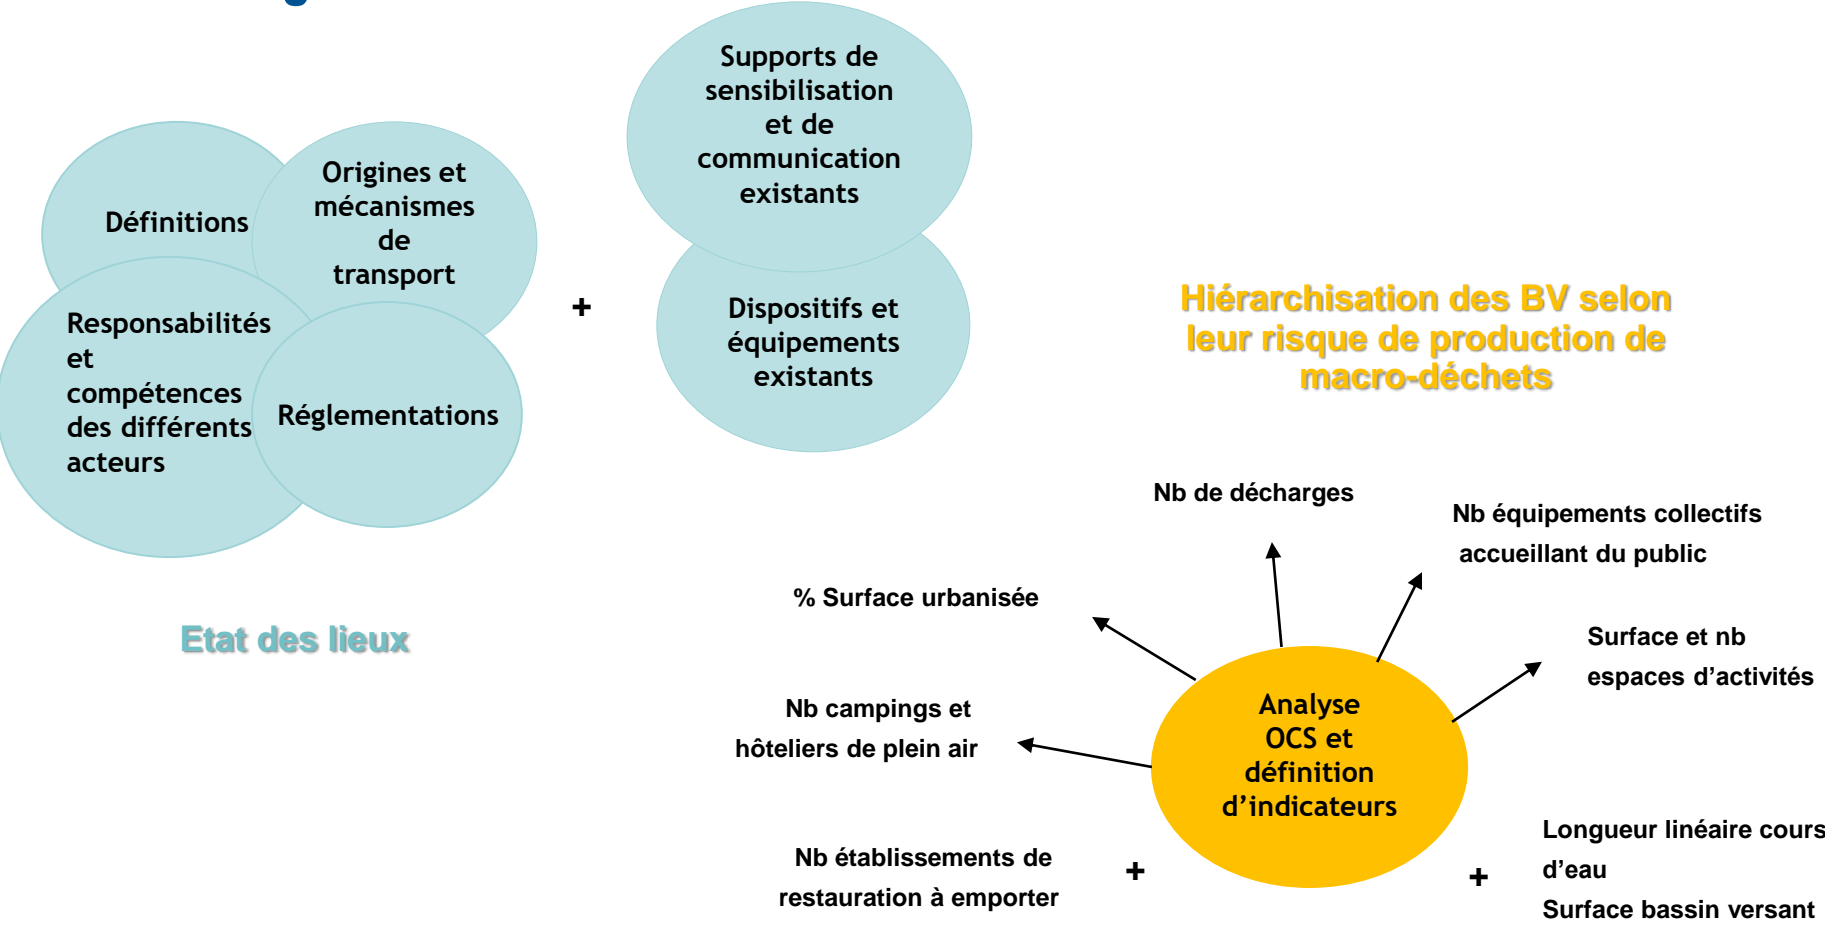 Définitions
Origines et
mécanismes
de
transport
Responsabilités
et
compétences
des différents
acteurs
Réglementations
+
Supports de
sensibilisation
et de
communication
existants
Dispositifs et
équipements
existants
Etat des lieux
Hiérarchisation des BV selon
leur risque de production de
macro-déchets
Nb de décharges
Nb équipements collectifs
accueillant du public
% Surface urbanisée
Surface et nb
espaces d’activités
Nb campings et
hôteliers de plein air
Analyse
OCS et
définition
d’indicateurs
Nb établissements de
restauration à emporter
+
+
Longueur linéaire cours
d’eau
Surface bassin versant